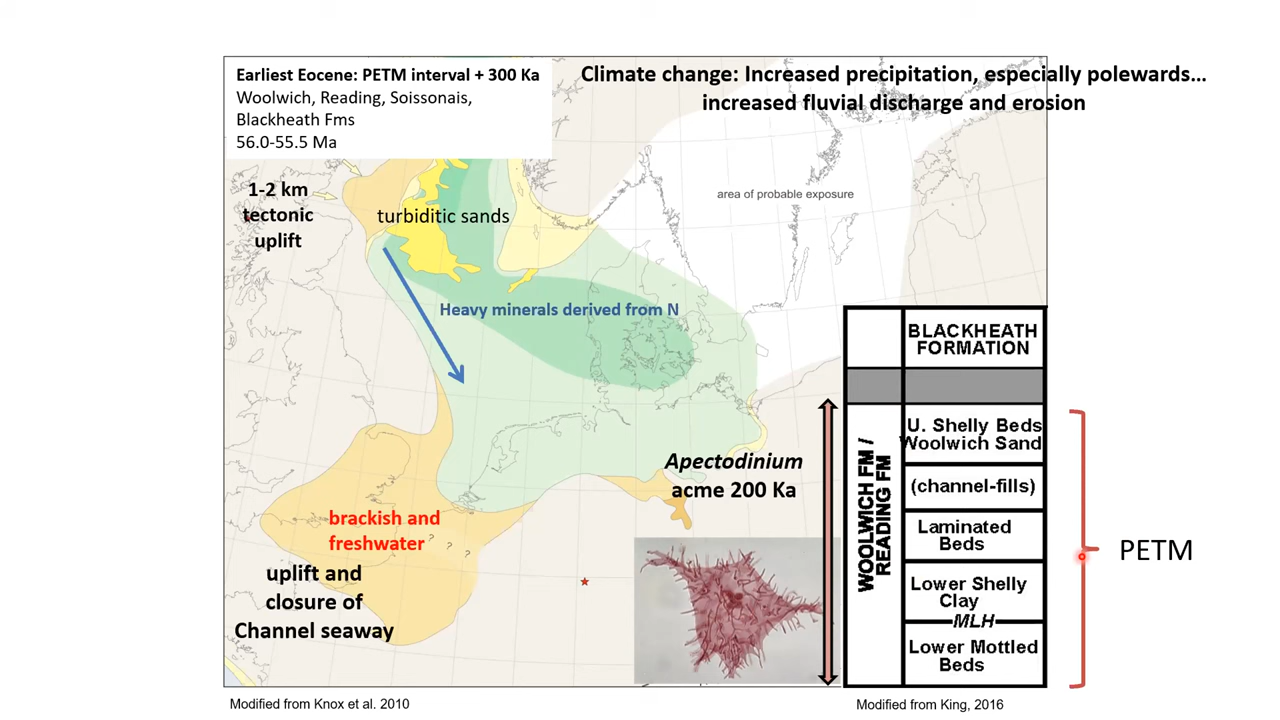 Earliest Eocene: PETM interval + 300 Ka
Woolwich, Reading, Soissonais,
Blackheath Fms
56.0-55.5 Ma
Climate change: Increased precipitation, especially polewards...
increased fluvial discharge and erosion
1-2 km
tectonic
uplift
turbiditic sands
area of probable exposure
Heavy minerals derived from N
Apectodinium
acme 200 Ka
brackish and
freshwater
? ? ?
uplift and
closure of
Channel seaway
BLACKHEATH
FORMATION
WOOLWICH FM /
READING FM
U. Shelly Beds
Woolwich Sand
(channel-fills)
Laminated
Beds
Lower Shelly
Clay
MLH
Lower Mottled
Beds
PETM
Modified from Knox et al. 2010
Modified from King, 2016